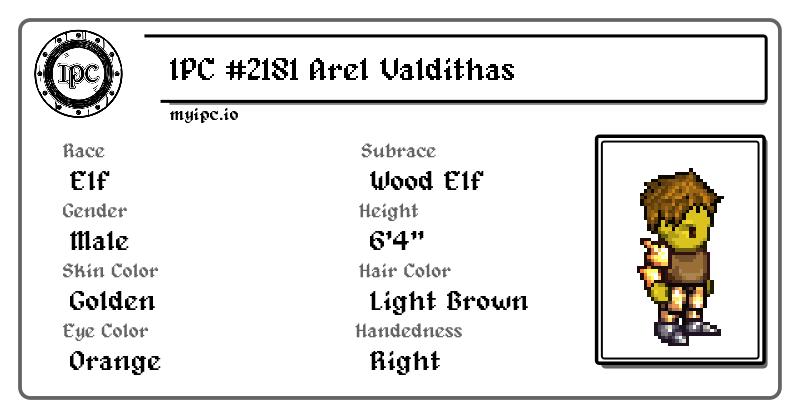 IPC
IPC #2181 Arel Valdithas
myipc.io
Race
Elf
Subrace
Wood Elf
Gender
Male
Height
6'4"
Skin Color
Golden
Hair Color
Light Brown
Eye Color
Orange
Handedness
Right